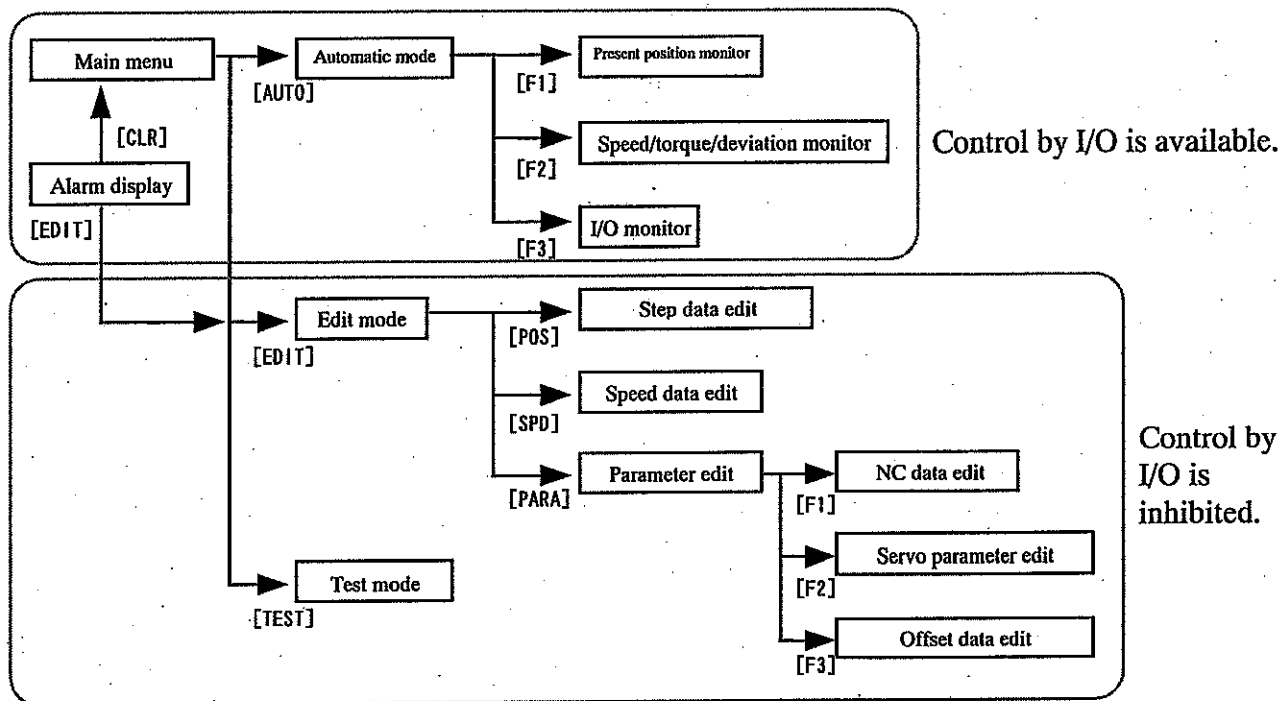 Main menu
Automatic mode
Present position monitor
[AUTO]
[F1]
[CLR]
Speed/torque/deviation monitor
Control by I/O is available.
[F2]
Alarm display
[EDIT]
I/O monitor
[F3]
Edit mode
Step data edit
[EDIT]
[POS]
Speed data edit
[SPD]
Control by
I/O is
inhibited.
Parameter edit
NC data edit
[PARA]
[F1]
Servo parameter edit
[F2]
Test mode
[TEST]
Offset data edit
[F3]